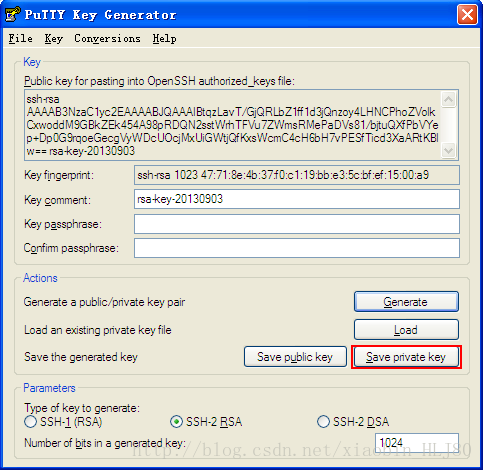 PuTTY Key Generator
File Key Conversions Help
Key
Public key for pasting into OpenSSH authorized_keys file:
ssh-rsa
AAAAB3NzaC1yc2EAAAABJQAAAIBtqzLavT/GjQRLbZ1ff1d3jQnzoy4LHNCPhoZVolk
CxwoddM9GBkZEk454A98pRDQN2sstWrhTFVu7ZWmsRMePaDVs81/bjtuQXfPbVYe
p+Dp0G9rqoeGecgVyWDcUOcjMxUiGWtjQfKxsWcmC4cH6bH7vPESfTicd3XaARtKBl
w== rsa-key-20130903
Key fingerprint: ssh-rsa 1023 47:71:8e:4b:37:f0:c1:19:bb:e3:5c:bf:ef:15:00:a9
Key comment: rsa-key-20130903
Key passphrase:
Confirm passphrase:
Actions
Generate a public/private key pair Generate
Load an existing private key file Load
Save the generated key Save public key Save private key
Parameters
Type of key to generate:
SSH-1 (RSA) SSH-2 RSA SSH-2 DSA
Number of bits in a generated key: 1024
http://blog.csdn.net/xiaobin_HLJ80